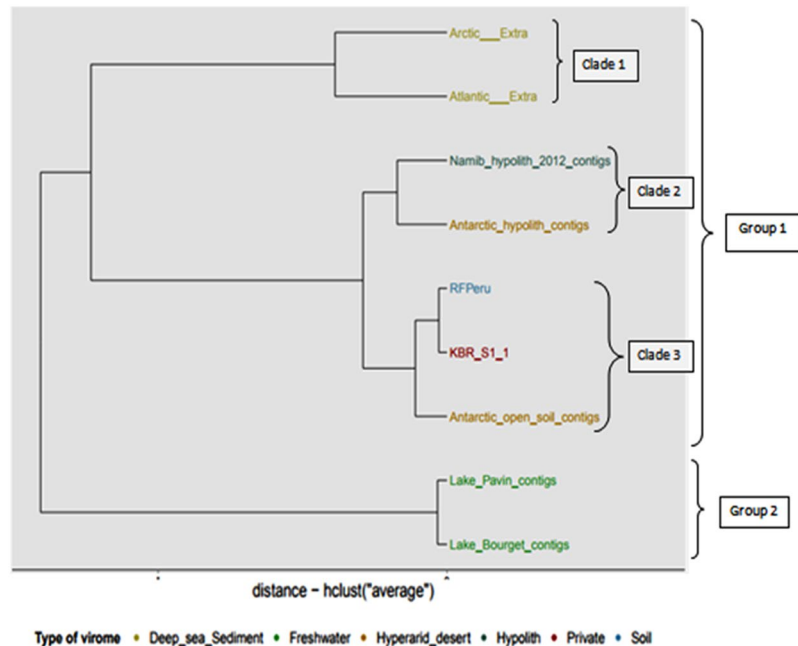 Arctic___Extra
Clade 1
Atlantic___Extra
Namib_hypolith_2012_contigs
Clade 2
Antarctic_hypolith_contigs
Group 1
RFPeru
KBR_S1_1
Clade 3
Antarctic_open_soil_contigs
Lake_Pavin_contigs
Group 2
Lake_Bourget_contigs
distance − hclust("average")
Type of virome • Deep_sea_Sediment • Freshwater • Hyperarid_desert • Hypolith • Private • Soil